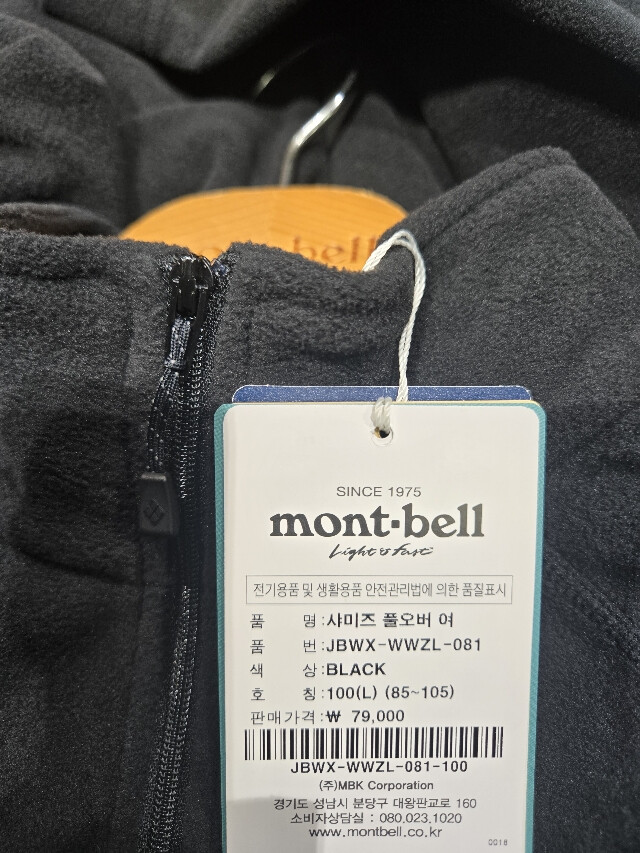 mont-bell
SINCE 1975
mont-bell
Light & Fast
전기용품 및 생활용품 안전관리법에 의한 품질표시
품 명:샤미즈 풀오버 여
품 번:JBWX-WWZL-081
색 상:BLACK
호 칭:100(L) (85~105)
판매가격:₩ 79,000
JBWX-WWZL-081-100
(주)MBK Corporation
경기도 성남시 분당구 대왕판교로 160
소비자상담실 : 080.023.1020
www.montbell.co.kr
0018